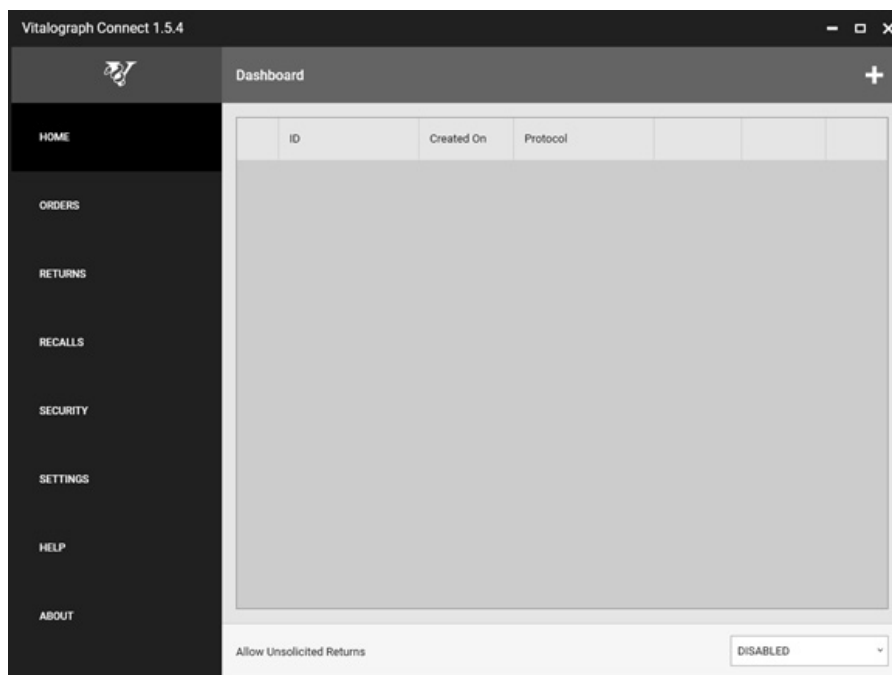 Vitalograph Connect 1.5.4
Dashboard
HOME
ORDERS
RETURNS
RECALLS
SECURITY
SETTINGS
HELP
ABOUT
ID Created On Protocol
Allow Unsolicited Returns DISABLED